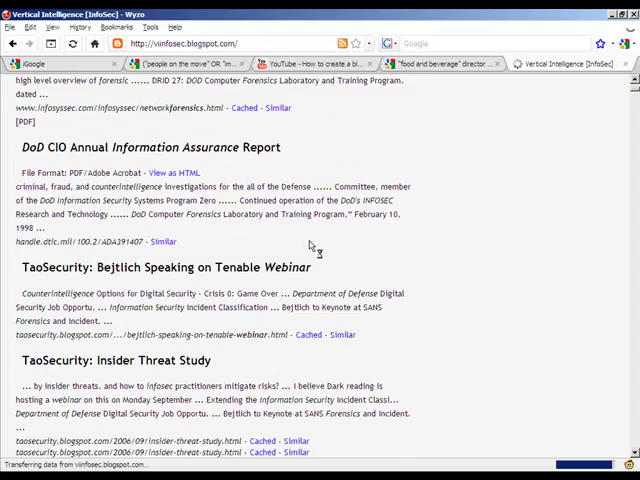 Vertical Intelligence [InfoSec] - Wyzo
File Edit View History Bookmarks Tools Help
http://viinfosec.blogspot.com/ Google
Google ("people on the move" OR "im... YouTube - How to create a bl... "food and beverage" director ... Vertical Intelligence [InfoSec]
high level overview of forensic ...... DRID 27: DOD Computer Forensics Laboratory and Training Program.
dated ...
www.infosyssec.com/infosyssec/networkforensics.html - Cached - Similar
[PDF]
DoD CIO Annual Information Assurance Report
File Format: PDF/Adobe Acrobat - View as HTML
criminal, fraud, and counterintelligence investigations for the all of the Defense ...... Committee, member
of the DOD Information Security Systems Program Zero ...... Continued operation of the DoD's INFOSEC
Research and Technology ...... DoD Computer Forensics Laboratory and Training Program," February 10,
1998 ...
handle.dtic.mil/100.2/ADA391407 - Similar
TaoSecurity: Bejtlich Speaking on Tenable Webinar
Counterintelligence Options for Digital Security - Crisis 0: Game Over ... Department of Defense Digital
Security Job Opportu. ... Information Security Incident Classification ... Bejtlich to Keynote at SANS
Forensics and Incident. ...
taosecurity.blogspot.com/.../bejtlich-speaking-on-tenable-webinar.html - Cached - Similar
TaoSecurity: Insider Threat Study
... by insider threats, and how to infosec practitioners mitigate risks? ... I believe Dark reading is
hosting a webinar on this on Monday September ... Extending the Information Security Incident Classi...
Department of Defense Digital Security Job Opportu. ... Bejtlich to Keynote at SANS Forensics and Incident.
...
taosecurity.blogspot.com/2006/09/insider-threat-study.html - Cached - Similar
taosecurity.blogspot.com/2006/09/insider-threat-study.html - Cached - Similar
Transferring data from viinfosec.blogspot.com...